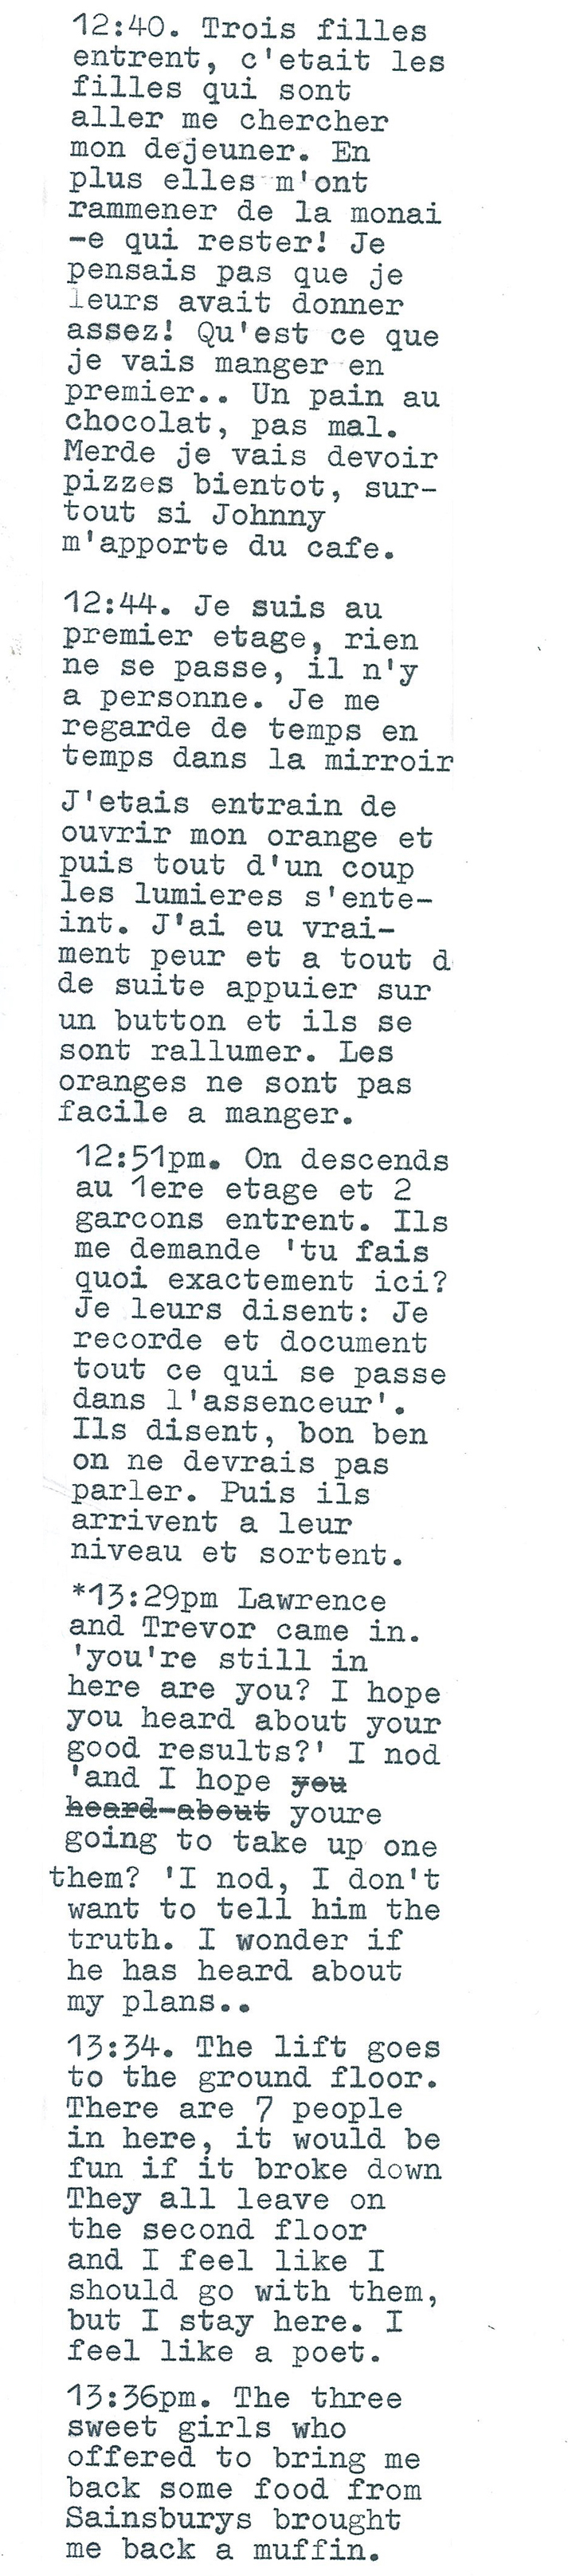 12:40. Trois filles
entrent, c'etait les
filles qui sont
aller me chercher
mon dejeuner. En
plus elles m'ont
rammener de la monai
-e qui rester! Je
pensais pas que je
leurs avait donner
assez! Qu'est ce que
je vais manger en
premier.. Un pain au
chocolat, pas mal.
Merde je vais devoir
pizzes bientot, sur-
tout si Johnny
m'apporte du cafe.
12:44. Je suis au
premier etage, rien
ne se passe, il n'y
a personne. Je me
regarde de temps en
temps dans la mirroir
J'etais entrain de
ouvrir mon orange et
puis tout d'un coup
les lumieres s'ente-
int. J'ai eu vrai-
ment peur et a tout d
de suite appuier sur
un button et ils se
sont rallumer. Les
oranges ne sont pas
facile a manger.
12:51pm. On descends
au 1ere etage et 2
garcons entrent. Ils
me demande 'tu fais
quoi exactement ici?
Je leurs disent: Je
recorde et document
tout ce qui se passe
dans l'assenceur'.
Ils disent, bon ben
on ne devrais pas
parler. Puis ils
arrivent a leur
niveau et sortent.
*13:29pm Lawrence
and Trevor came in.
'you're still in
here are you? I hope
you heard about your
good results?' I nod
'and I hope you
heard-about youre
going to take up one
them? 'I nod, I don't
want to tell him the
truth. I wonder if
he has heard about
my plans..
13:34. The lift goes
to the ground floor.
There are 7 people
in here, it would be
fun if it broke down
They all leave on
the second floor
and I feel like I
should go with them,
but I stay here. I
feel like a poet.
13:36pm. The three
sweet girls who
offered to bring me
back some food from
Sainsburys brought
me back a muffin.